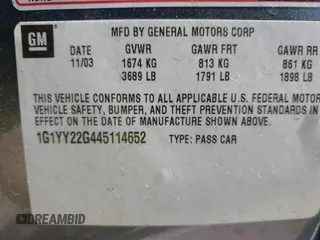 GM
MFD BY GENERAL MOTORS CORP
DATE GVWR GAWR FRT GAWR RR
11/03 1674 KG 813 KG 861 KG
3689 LB 1791 LB 1898 LB
THIS VEHICLE CONFORMS TO ALL APPLICABLE U.S. FEDERAL MOTOR
VEHICLE SAFETY, BUMPER, AND THEFT PREVENTION STANDARDS
IN EFFECT ON THE DATE OF MANUFACTURE SHOWN ABOVE.
1G1YY22G445114652 TYPE: PASS CAR